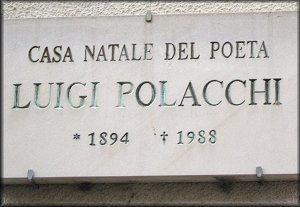 CASA NATALE DEL POETA
LUIGI POLACCHI
* 1894 † 1988